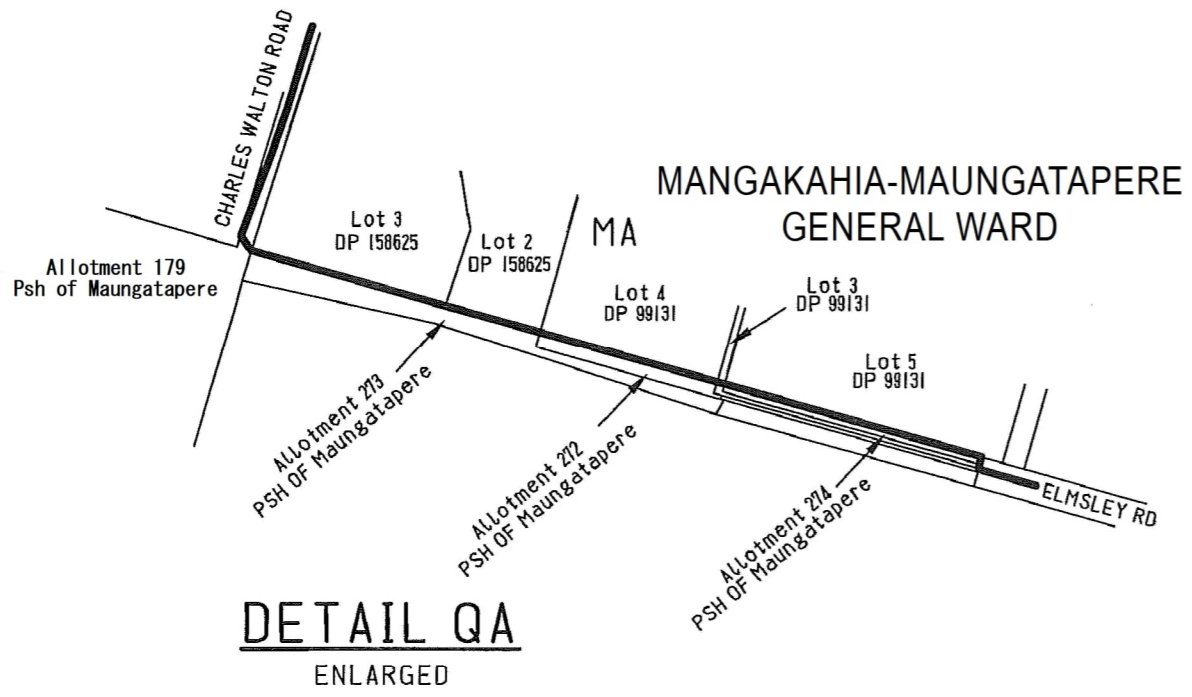 CHARLES WALTON ROAD
MANGAKAHIA-MAUNGATAPERE
GENERAL WARD
Lot 3
DP 158625
Lot 2
DP 158625
MA
Lot 4
DP 99131
Lot 3
DP 99131
Lot 5
DP 99131
Allotment 179
Psh of Maungatapere
Allotment 273
PSH OF Maungatapere
Allotment 272
PSH OF Maungatapere
Allotment 274
PSH OF Maungatapere
ELMSLEY RD
DETAIL QA
ENLARGED